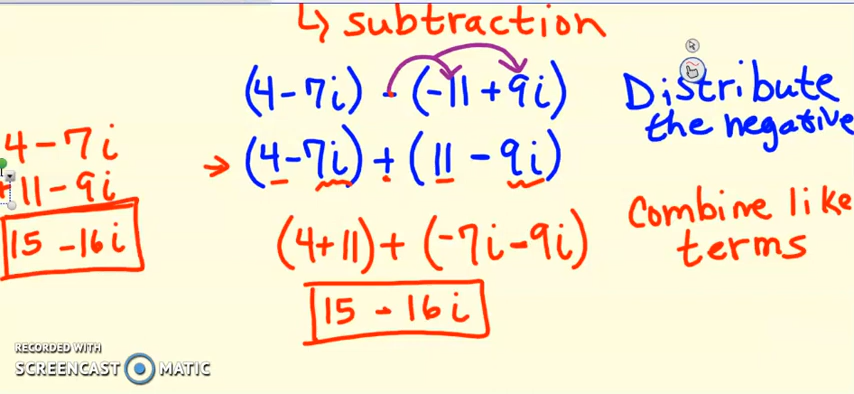 ↳ subtraction
(4-7i) - (-11+9i)
Distribute
the negative
→ (4-7i) + (11-9i)
4-7i
+11-9i
15-16i
(4+11)+(-7i-9i)
Combine like
terms
15-16i
RECORDED WITH
SCREENCAST MATIC